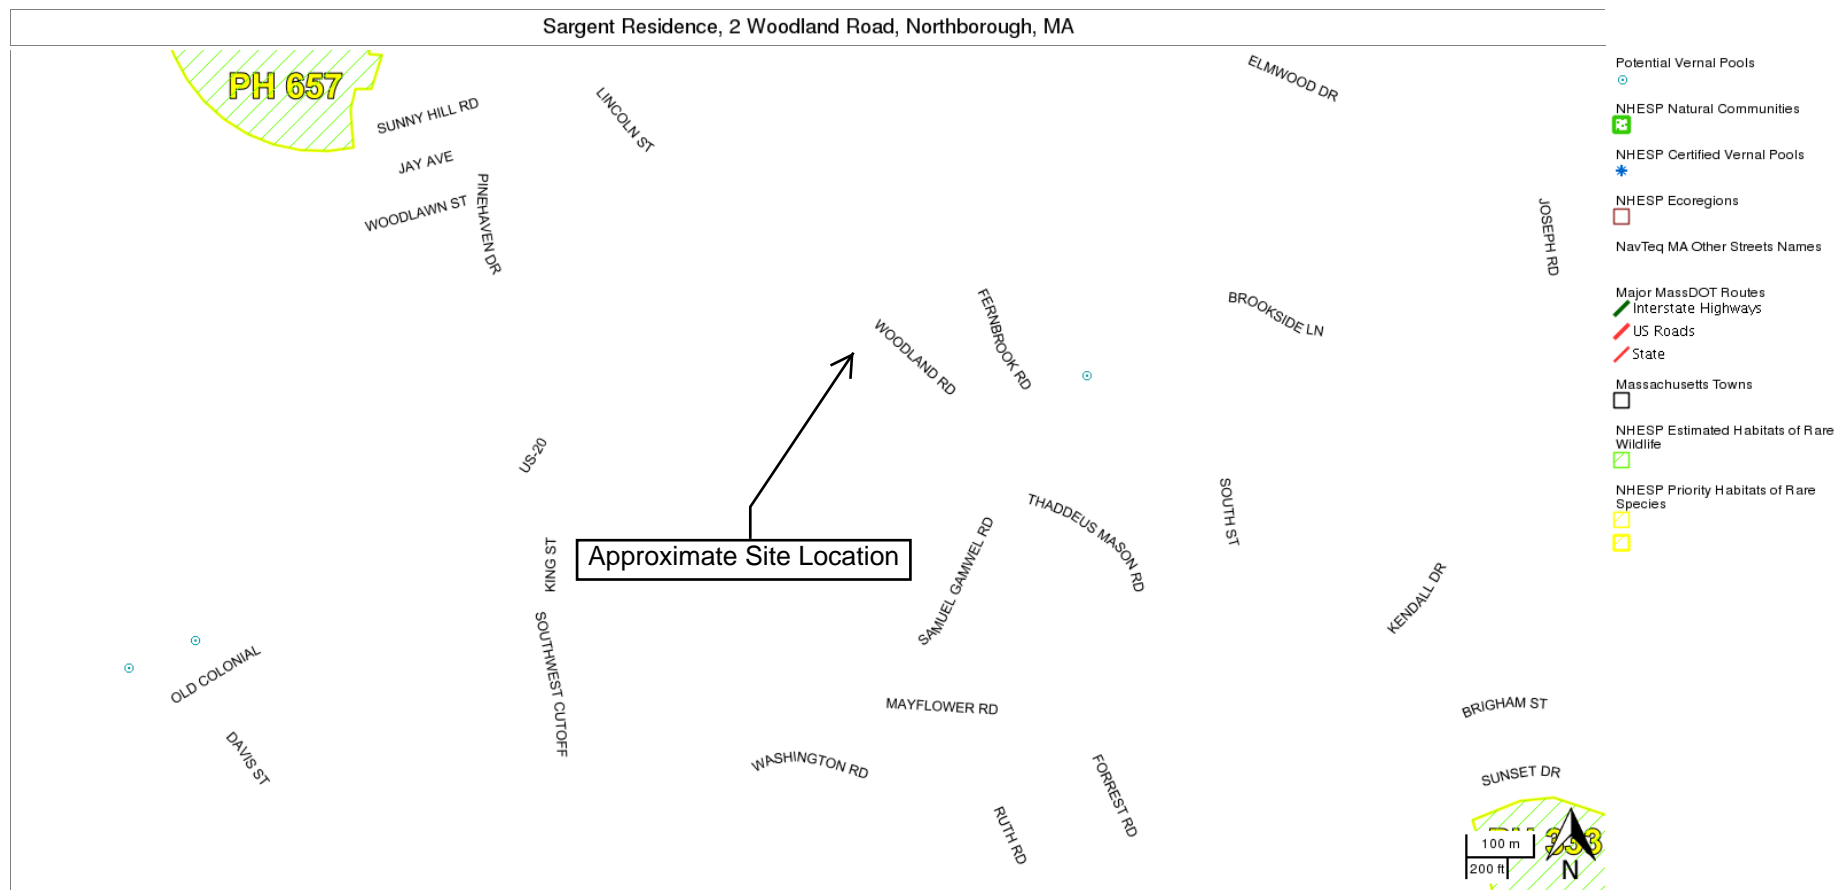 Sargent Residence, 2 Woodland Road, Northborough, MA
PH 657
SUNNY HILL RD
JAY AVE
WOODLAWN ST
PINEHAVEN DR
LINCOLN ST
ELMWOOD DR
JOSEPH RD
BROOKSIDE LN
FERNBROOK RD
WOODLAND RD
US-20
KING ST
Approximate Site Location
SOUTHWEST CUTOFF
SAMUEL GAMWEL RD
THADDEUS MASON RD
SOUTH ST
KENDALL DR
OLD COLONIAL
DAVIS ST
MAYFLOWER RD
WASHINGTON RD
FORREST RD
RUTH RD
BRIGHAM ST
SUNSET DR
333
100 m
200 ft
N
Potential Vernal Pools
NHESP Natural Communities
NHESP Certified Vernal Pools
NHESP Ecoregions
NavTeq MA Other Streets Names
Major MassDOT Routes
Interstate Highways
US Roads
State
Massachusetts Towns
NHESP Estimated Habitats of Rare
Wildlife
NHESP Priority Habitats of Rare
Species